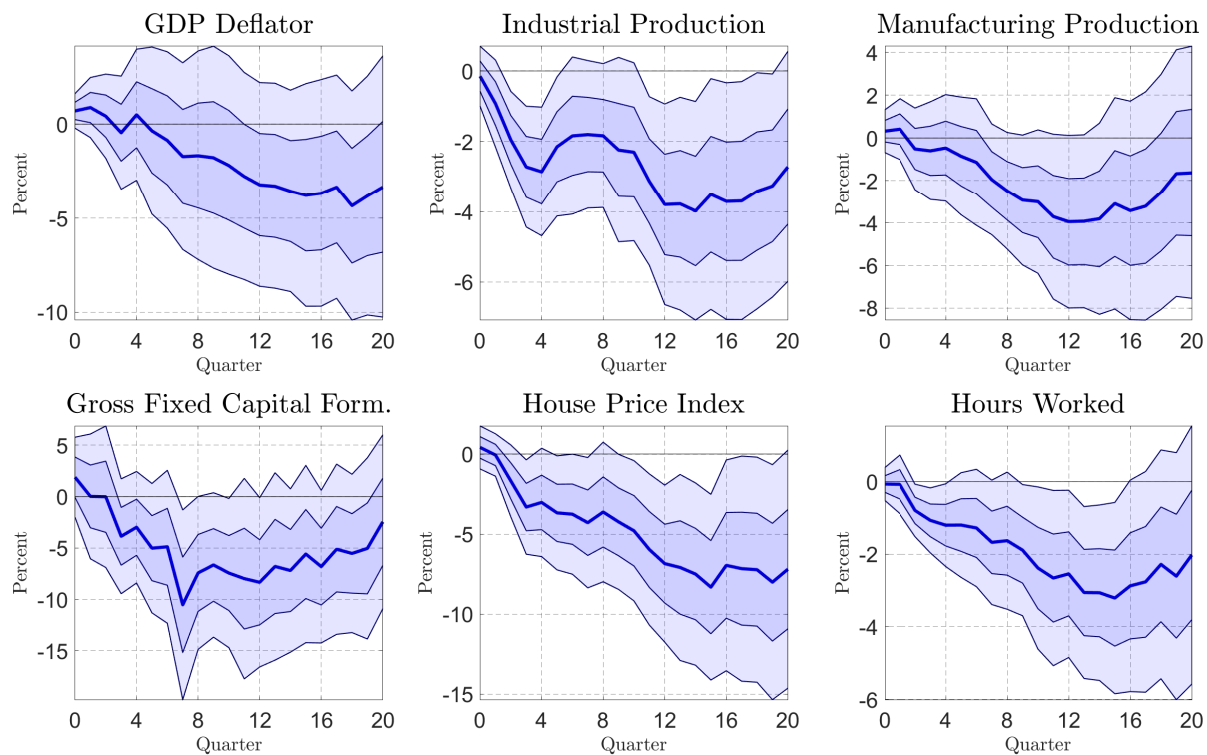 GDP Deflator
0
-5
-10
Percent
0 4 8 12 16 20
Quarter
Industrial Production
0
-2
-4
-6
Percent
0 4 8 12 16 20
Quarter
Manufacturing Production
4
2
0
-2
-4
-6
-8
Percent
0 4 8 12 16 20
Quarter
Gross Fixed Capital Form.
5
0
-5
-10
-15
Percent
0 4 8 12 16 20
Quarter
House Price Index
0
-5
-10
-15
Percent
0 4 8 12 16 20
Quarter
Hours Worked
0
-2
-4
-6
Percent
0 4 8 12 16 20
Quarter